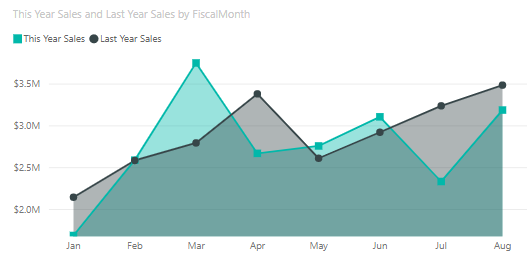 This Year Sales and Last Year Sales by FiscalMonth
This Year Sales Last Year Sales
$3.5M
$3.0M
$2.5M
$2.0M
Jan Feb Mar Apr May Jun Jul Aug